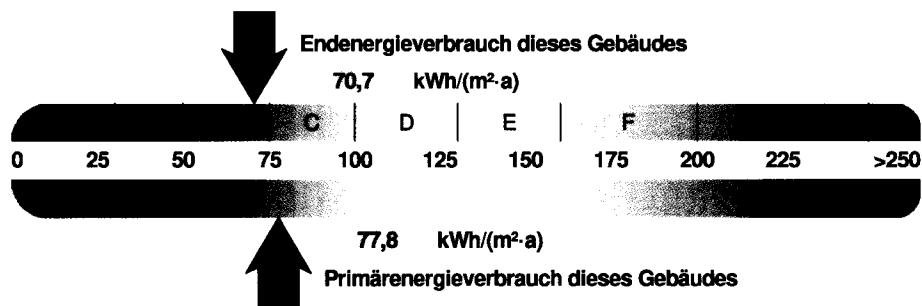 Endenergieverbrauch dieses Gebäudes
70,7 kWh/(m²·a)
C D E F
0 25 50 75 100 125 150 175 200 225 >250
77,8 kWh/(m²·a)
Primärenergieverbrauch dieses Gebäudes